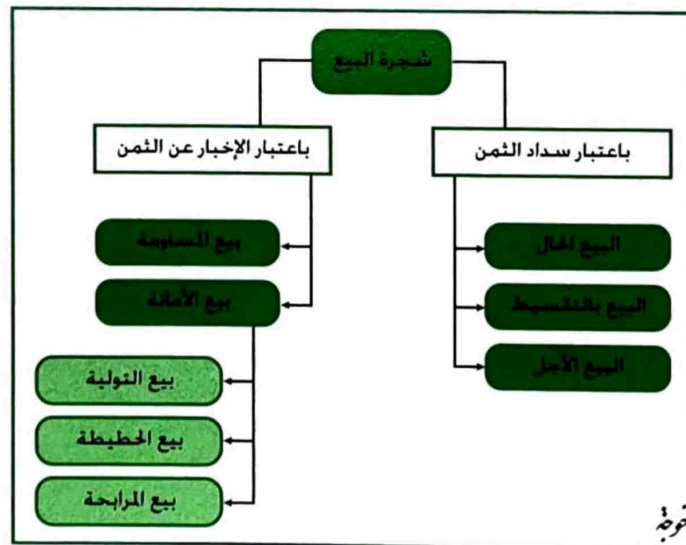 شجرة البيع
باعتبار سداد الثمن
البيع الحال
البيع بالتقسيط
البيع الآجل
باعتبار الإخبار عن الثمن
بيع المساومة
بيع الأمانة
بيع التولية
بيع الحطيطة
بيع المرابحة